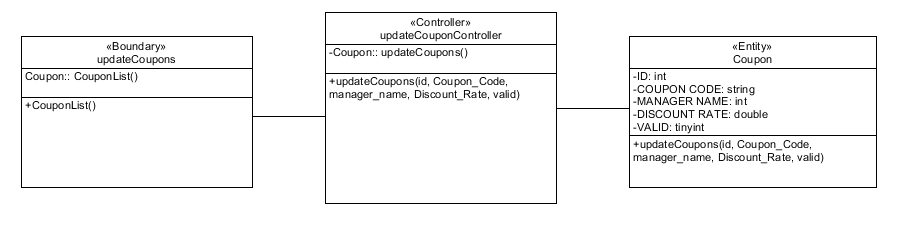 «Boundary»
updateCoupons
Coupon:: CouponList()
+CouponList()
«Controller»
updateCouponController
-Coupon:: updateCoupons()
+updateCoupons(id, Coupon_Code,
manager_name, Discount_Rate, valid)
«Entity»
Coupon
-ID: int
-COUPON CODE: string
-MANAGER NAME: int
-DISCOUNT RATE: double
-VALID: tinyint
+updateCoupons(id, Coupon_Code,
manager_name, Discount_Rate, valid)